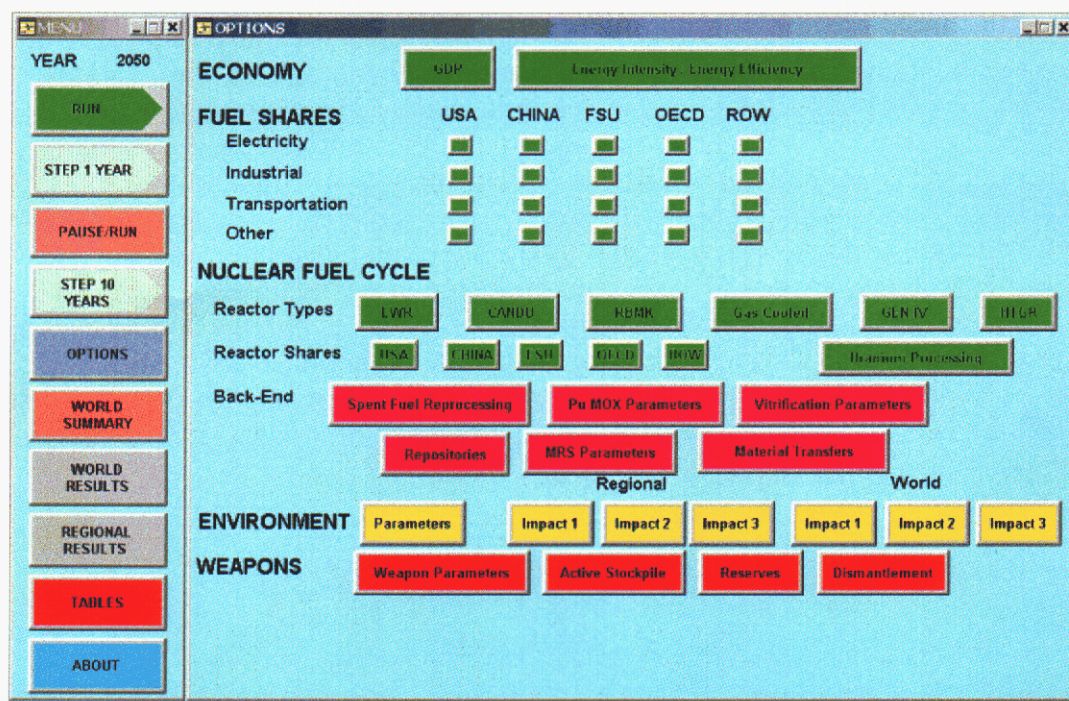 MENU
YEAR 2050
RUN
STEP 1 YEAR
PAUSE/RUN
STEP 10
YEARS
OPTIONS
WORLD
SUMMARY
WORLD
RESULTS
REGIONAL
RESULTS
TABLES
ABOUT
OPTIONS
ECONOMY GDP Energy Intensity , Energy Efficiency
FUEL SHARES USA CHINA FSU OECD ROW
Electricity
Industrial
Transportation
Other
NUCLEAR FUEL CYCLE
Reactor Types LWR CANDU RBMK Gas Cooled GEN IV HTGR
Reactor Shares USA CHINA FSU OECD ROW Uranium Processing
Back-End Spent Fuel Reprocessing Pu MOX Parameters Vitrification Parameters
Repositories MRS Parameters Material Transfers
Regional World
ENVIRONMENT Parameters Impact 1 Impact 2 Impact 3 Impact 1 Impact 2 Impact 3
WEAPONS Weapon Parameters Active Stockpile Reserves Dismantlement